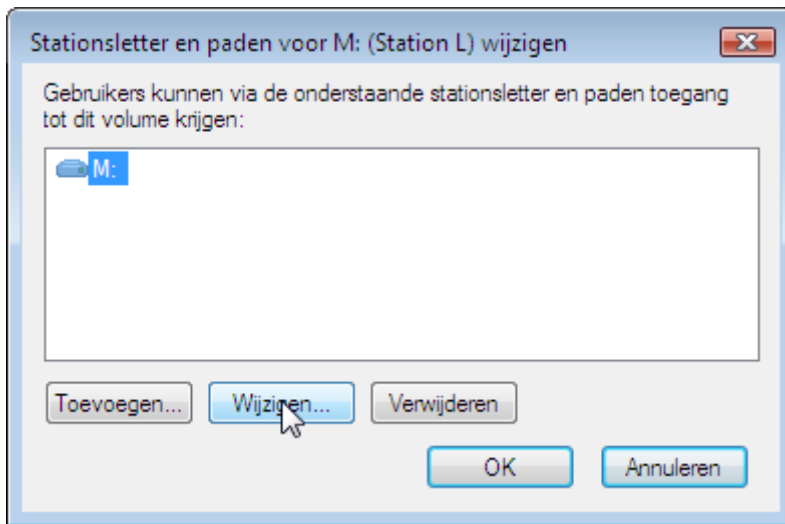 Stationsletter en paden voor M: (Station L) wijzigen
Gebruikers kunnen via de onderstaande stationsletter en paden toegang
tot dit volume krijgen:
M:
Toevoegen... Wijzigen... Verwijderen
OK Annuleren